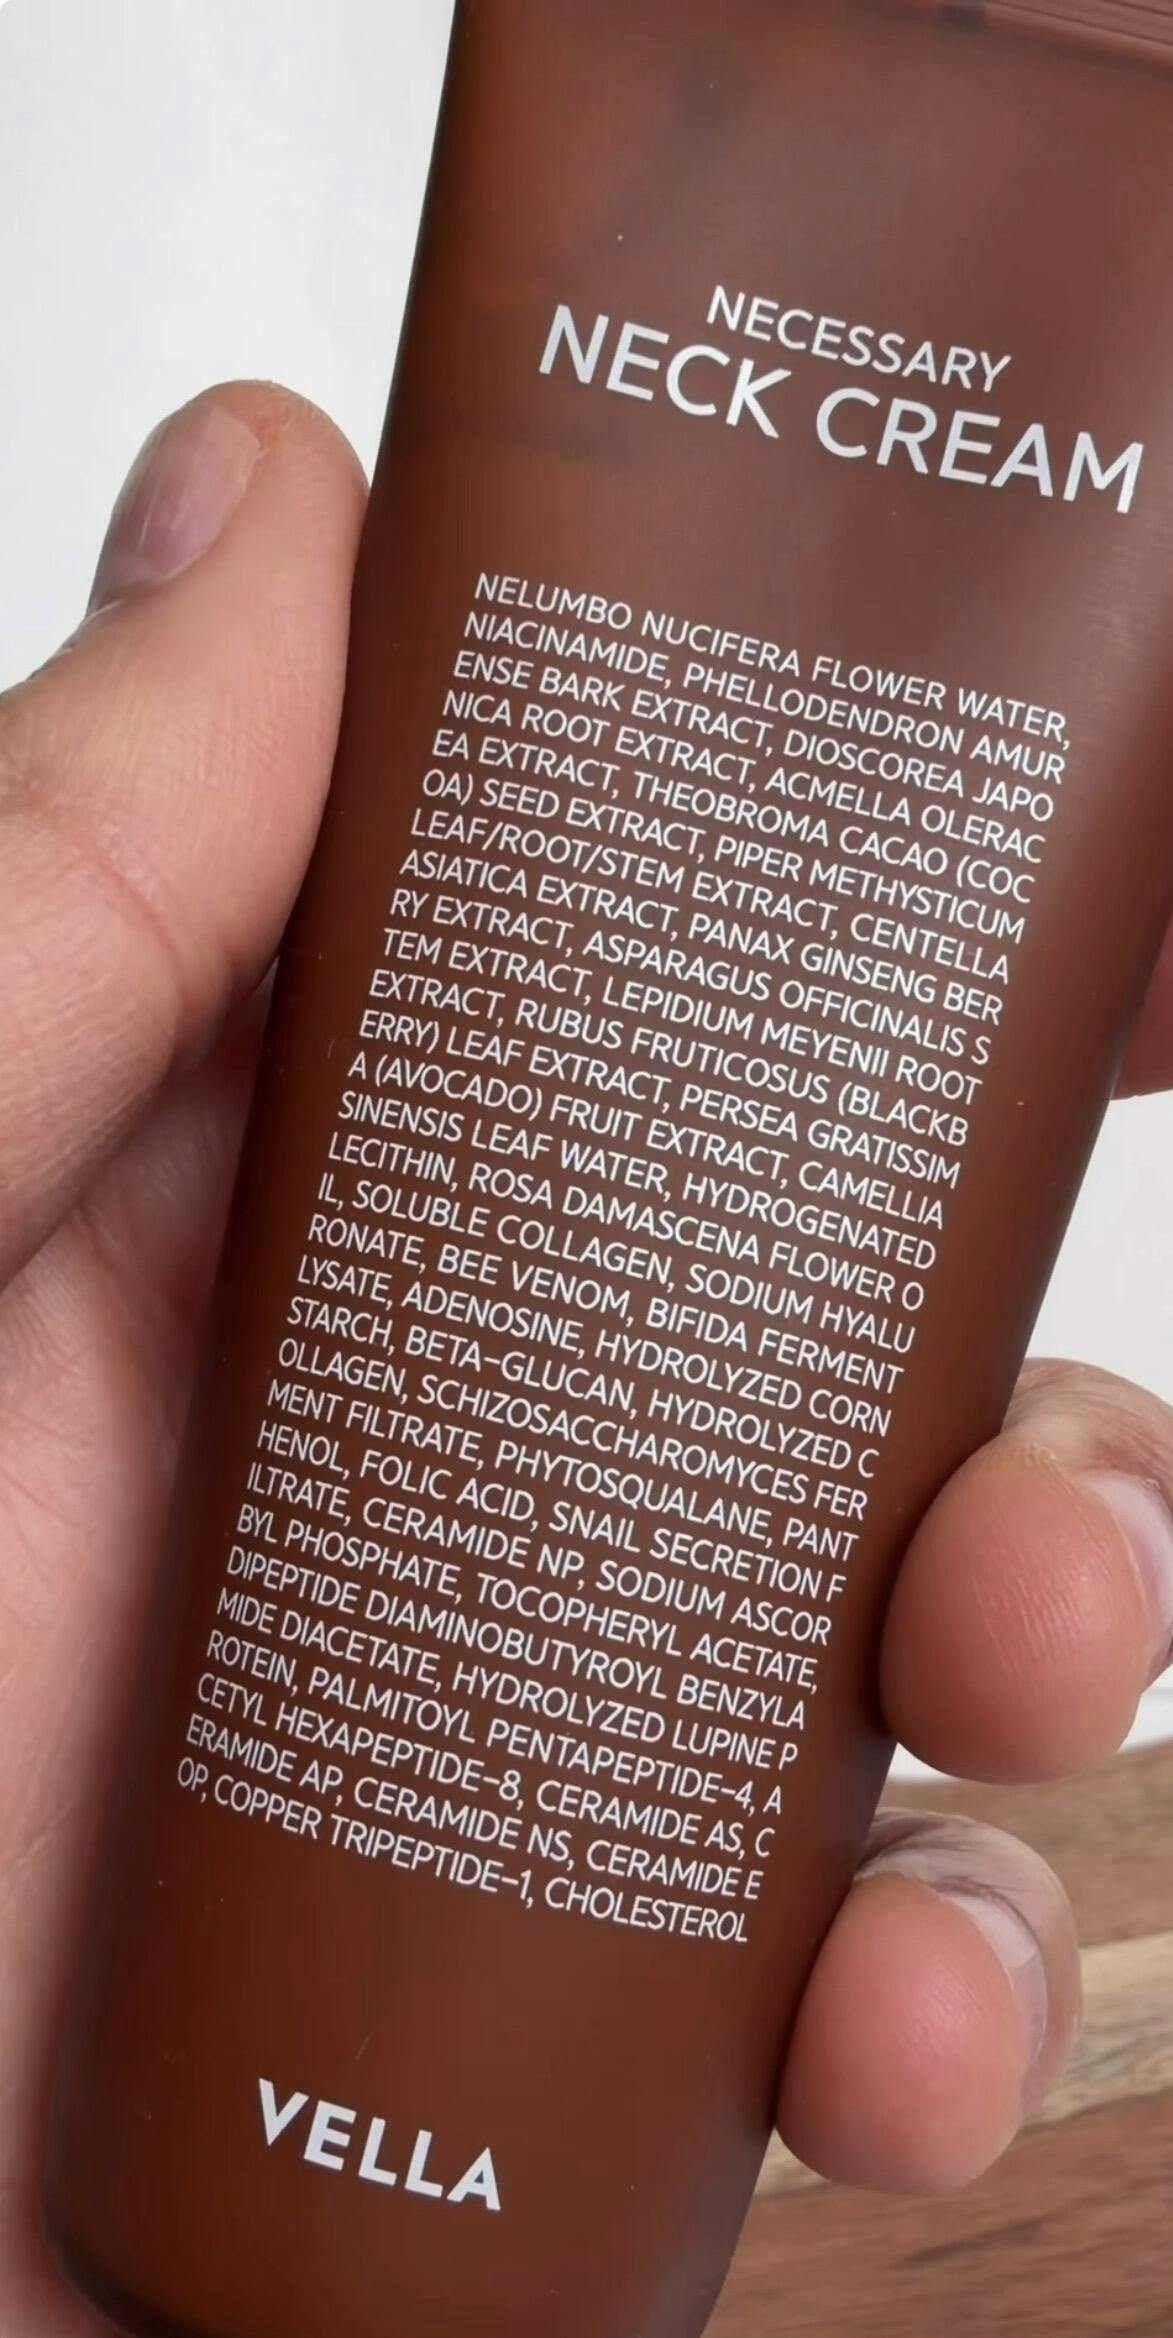 NECESSARY
NECK CREAM
NELUMBO NUCIFERA FLOWER WATER,
NIACINAMIDE, PHELLODENDRON AMUR
ENSE BARK EXTRACT, DIOSCOREA JAPO
NICA ROOT EXTRACT, ACMELLA OLERAC
EA EXTRACT, THEOBROMA CACAO (COC
OA) SEED EXTRACT, PIPER METHYSTICUM
LEAF/ROOT/STEM EXTRACT, CENTELLA
ASIATICA EXTRACT, PANAX GINSENG BER
RY EXTRACT, ASPARAGUS OFFICINALIS S
TEM EXTRACT, LEPIDIUM MEYENII ROOT
EXTRACT, RUBUS FRUTICOSUS (BLACKB
ERRY) LEAF EXTRACT, PERSEA GRATISSIM
A (AVOCADO) FRUIT EXTRACT, CAMELLIA
SINENSIS LEAF WATER, HYDROGENATED
LECITHIN, ROSA DAMASCENA FLOWER O
IL, SOLUBLE COLLAGEN, SODIUM HYALU
RONATE, BEE VENOM, BIFIDA FERMENT
LYSATE, ADENOSINE, HYDROLYZED CORN
STARCH, BETA-GLUCAN, HYDROLYZED C
OLLAGEN, SCHIZOSACCHAROMYCES FER
MENT FILTRATE, PHYTOSQUALANE, PANT
HENOL, FOLIC ACID, SNAIL SECRETION F
ILTRATE, CERAMIDE NP, SODIUM ASCOR
BYL PHOSPHATE, TOCOPHERYL ACETATE,
DIPEPTIDE DIAMINOBUTYROYL BENZYLA
MIDE DIACETATE, HYDROLYZED LUPINE P
ROTEIN, PALMITOYL PENTAPEPTIDE-4, A
CETYL HEXAPEPTIDE-8, CERAMIDE AS, C
ERAMIDE AP, CERAMIDE NS, CERAMIDE E
OP, COPPER TRIPEPTIDE-1, CHOLESTEROL
VELLA